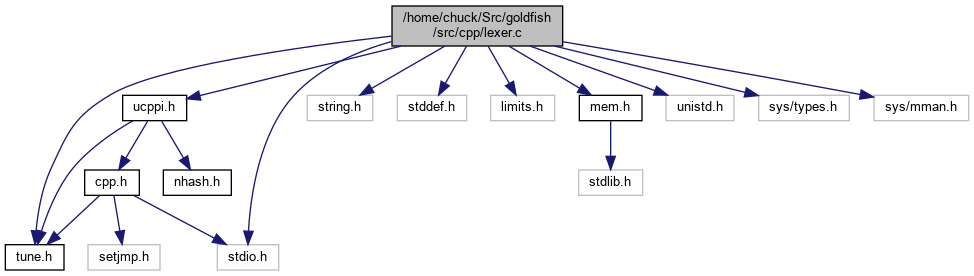 /home/chuck/Src/goldfish
/src/cpp/lexer.c
ucppi.h
string.h
stddef.h
limits.h
mem.h
unistd.h
sys/types.h
sys/mman.h
cpp.h
nhash.h
stdlib.h
tune.h
setjmp.h
stdio.h